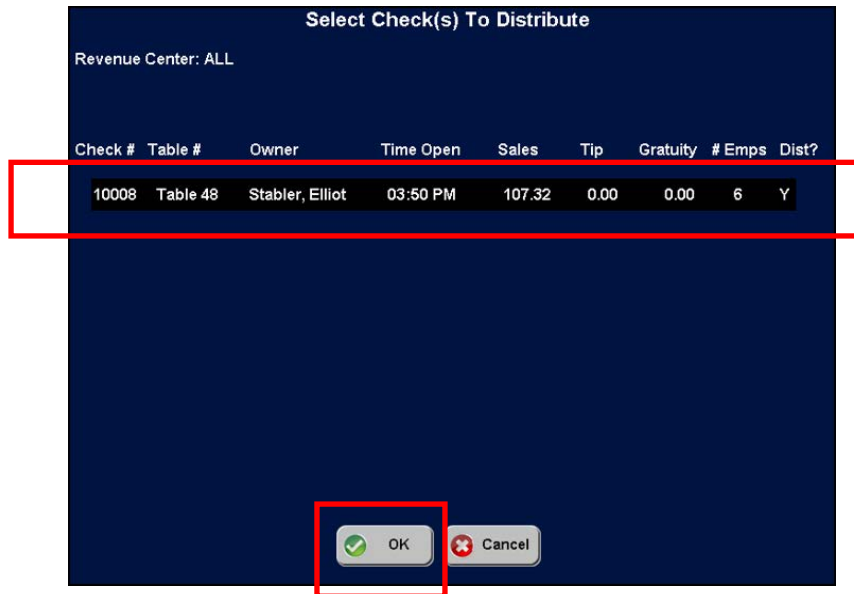 Select Check(s) To Distribute
Revenue Center: ALL
Check # Table # Owner Time Open Sales Tip Gratuity # Emps Dist?
10008 Table 48 Stabler, Elliot 03:50 PM 107.32 0.00 0.00 6 Y
OK Cancel